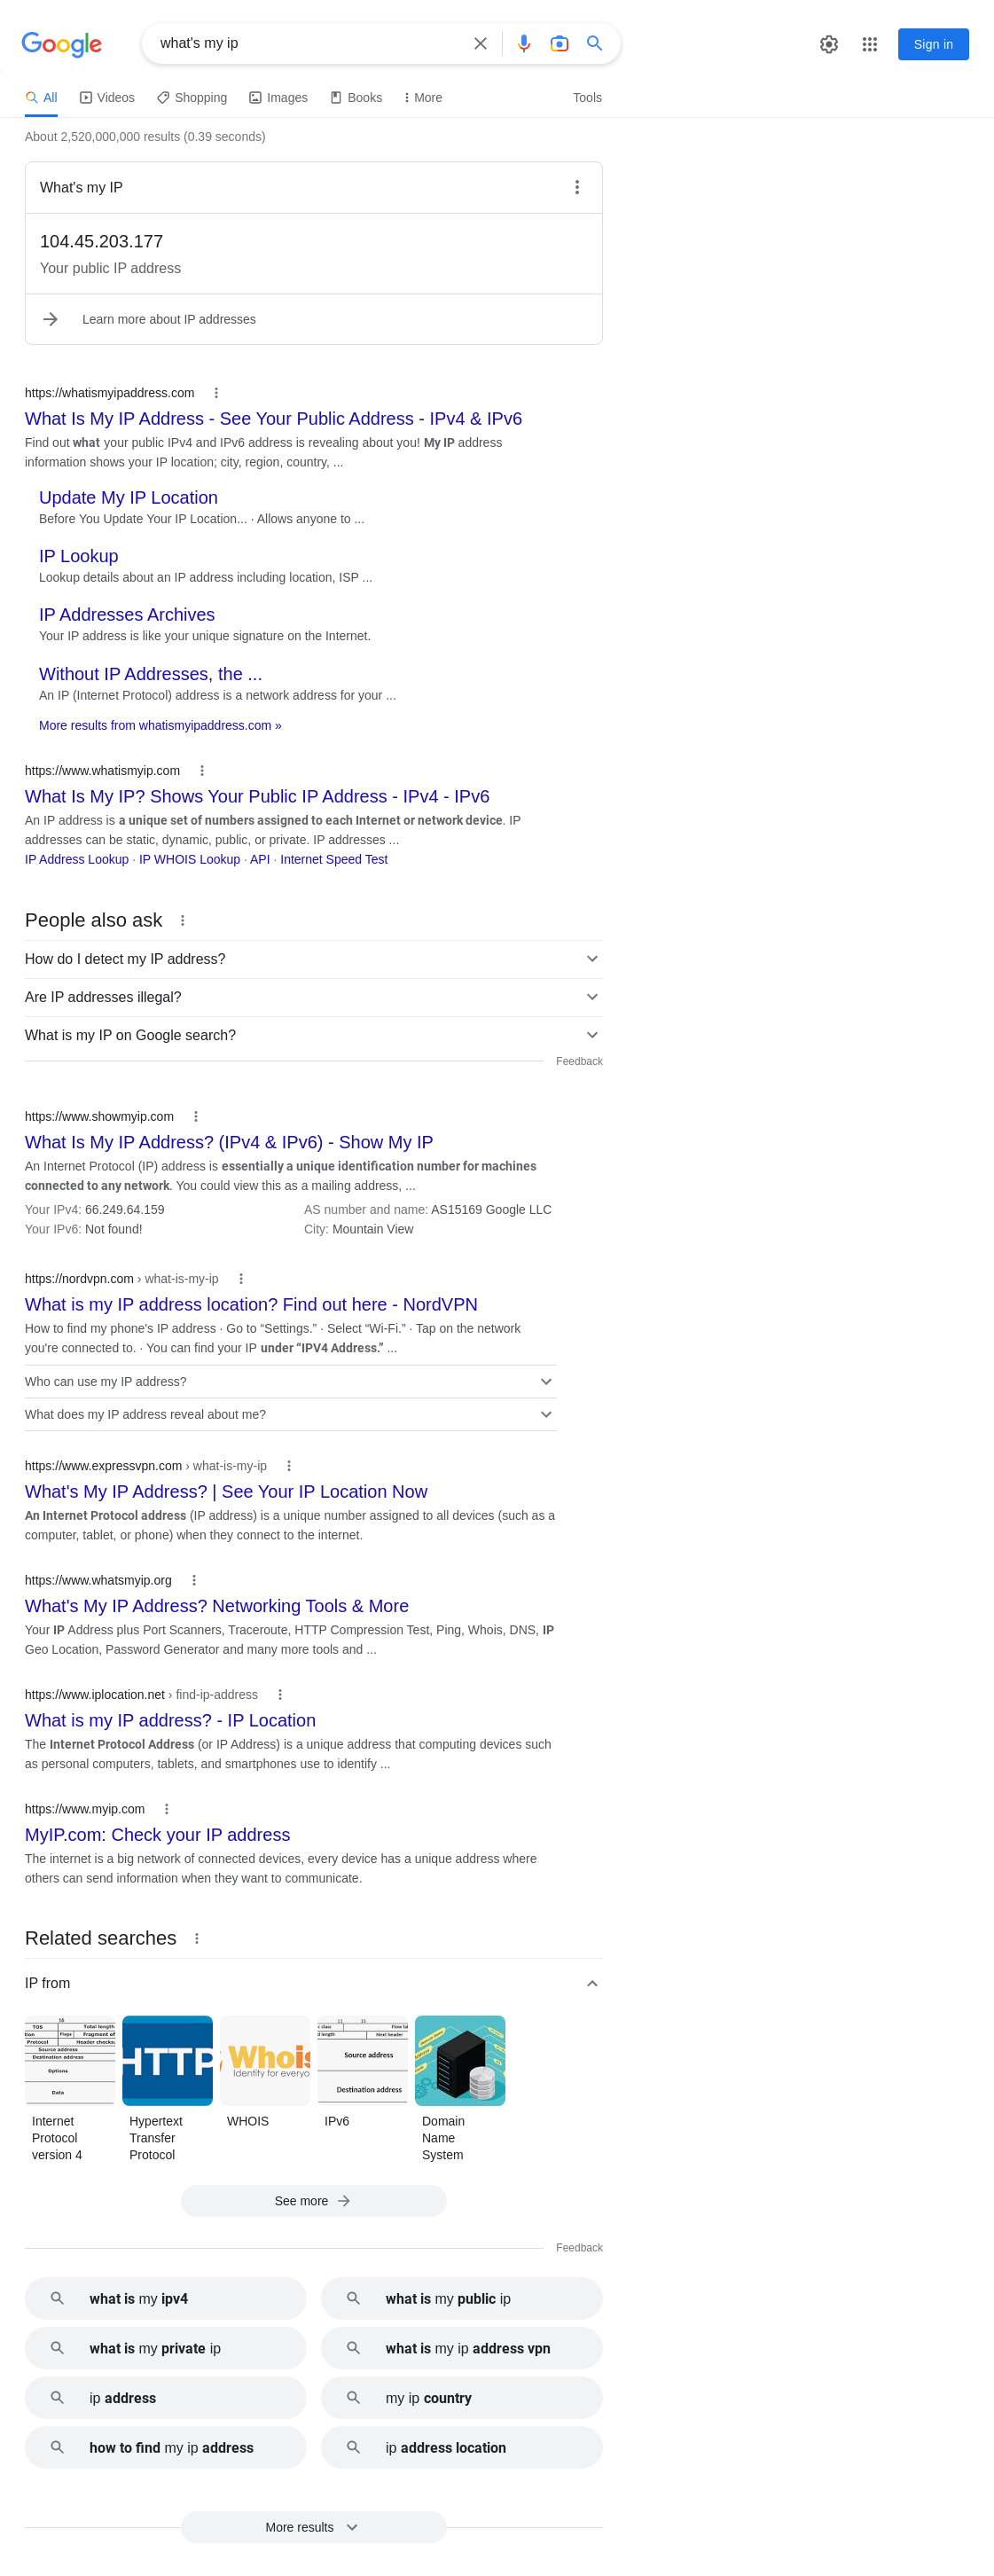 Google
what's my ip
Sign in
All
Videos
Shopping
Images
Books
More
Tools
About 2,520,000,000 results (0.39 seconds)
What's my IP
104.45.203.177
Your public IP address
Learn more about IP addresses
https://whatismyipaddress.com
What Is My IP Address - See Your Public Address - IPv4 & IPv6
Find out what your public IPv4 and IPv6 address is revealing about you! My IP address
information shows your IP location; city, region, country, ...
Update My IP Location
Before You Update Your IP Location... · Allows anyone to ...
IP Lookup
Lookup details about an IP address including location, ISP ...
IP Addresses Archives
Your IP address is like your unique signature on the Internet.
Without IP Addresses, the ...
An IP (Internet Protocol) address is a network address for your ...
More results from whatismyipaddress.com »
https://www.whatismyip.com
What Is My IP? Shows Your Public IP Address - IPv4 - IPv6
An IP address is a unique set of numbers assigned to each Internet or network device. IP
addresses can be static, dynamic, public, or private. IP addresses ...
IP Address Lookup · IP WHOIS Lookup · API · Internet Speed Test
People also ask
How do I detect my IP address?
Are IP addresses illegal?
What is my IP on Google search?
Feedback
https://www.showmyip.com
What Is My IP Address? (IPv4 & IPv6) - Show My IP
An Internet Protocol (IP) address is essentially a unique identification number for machines
connected to any network. You could view this as a mailing address, ...
Your IPv4: 66.249.64.159
AS number and name: AS15169 Google LLC
Your IPv6: Not found!
City: Mountain View
https://nordvpn.com › what-is-my-ip
What is my IP address location? Find out here - NordVPN
How to find my phone's IP address · Go to “Settings.” · Select “Wi-Fi.” · Tap on the network
you're connected to. · You can find your IP under “IPV4 Address.” ...
Who can use my IP address?
What does my IP address reveal about me?
https://www.expressvpn.com › what-is-my-ip
What's My IP Address? | See Your IP Location Now
An Internet Protocol address (IP address) is a unique number assigned to all devices (such as a
computer, tablet, or phone) when they connect to the internet.
https://www.whatsmyip.org
What's My IP Address? Networking Tools & More
Your IP Address plus Port Scanners, Traceroute, HTTP Compression Test, Ping, Whois, DNS, IP
Geo Location, Password Generator and many more tools and ...
https://www.iplocation.net › find-ip-address
What is my IP address? - IP Location
The Internet Protocol Address (or IP Address) is a unique address that computing devices such
as personal computers, tablets, and smartphones use to identify ...
https://www.myip.com
MyIP.com: Check your IP address
The internet is a big network of connected devices, every device has a unique address where
others can send information when they want to communicate.
Related searches
IP from
TOS Total length
Flags Fragment of
Protocol Header checks
Source address
Destination address
Options
Data
HTTP
Whois
Identity for everyo
Next header
Source address
Destination address
Internet
Protocol
version 4
Hypertext
Transfer
Protocol
WHOIS
IPv6
Domain
Name
System
See more
Feedback
what is my ipv4
what is my public ip
what is my private ip
what is my ip address vpn
ip address
my ip country
how to find my ip address
ip address location
More results